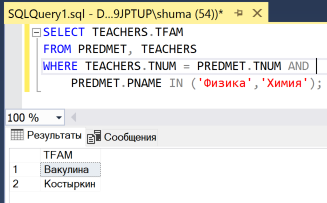 SQLQuery1.sql - D...9JPTUP\shuma (54))*
SELECT TEACHERS.TFAM
FROM PREDMET, TEACHERS
WHERE TEACHERS.TNUM = PREDMET.TNUM AND
PREDMET.PNAME IN ('Физика','Химия');
100 %
Результаты Сообщения
TFAM
1 Вакулина
2 Костыркин